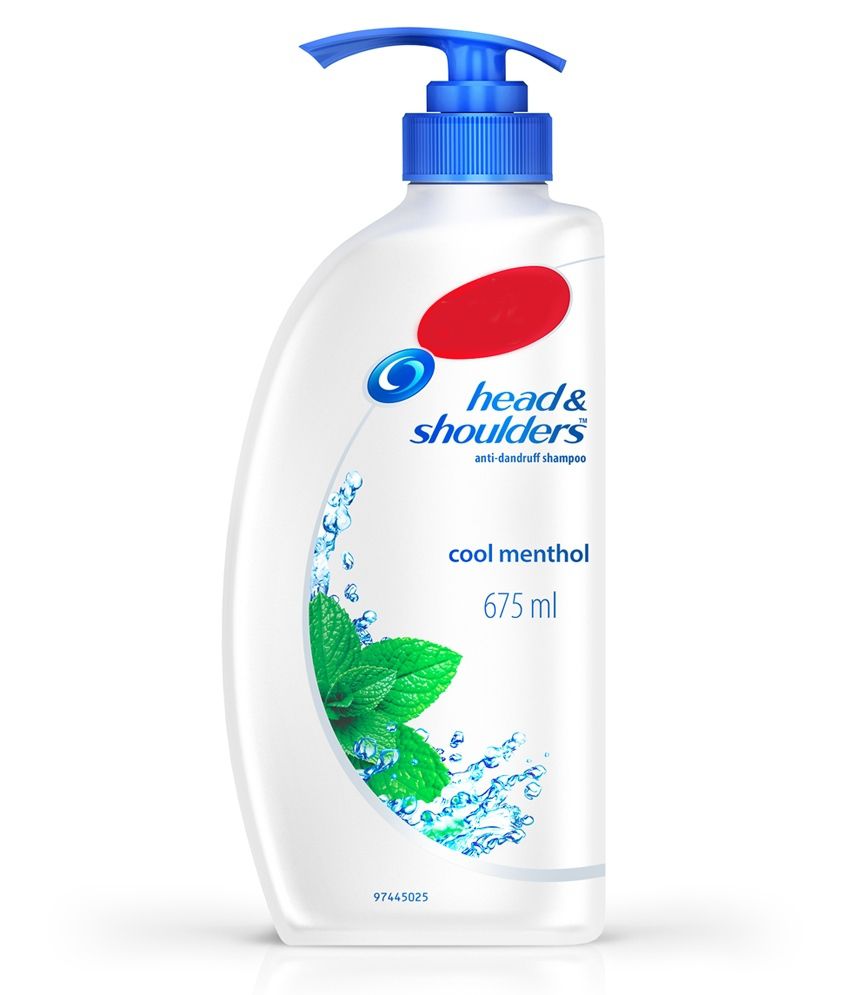 head &
shoulders™
anti-dandruff shampoo
cool menthol
675 ml
97445025